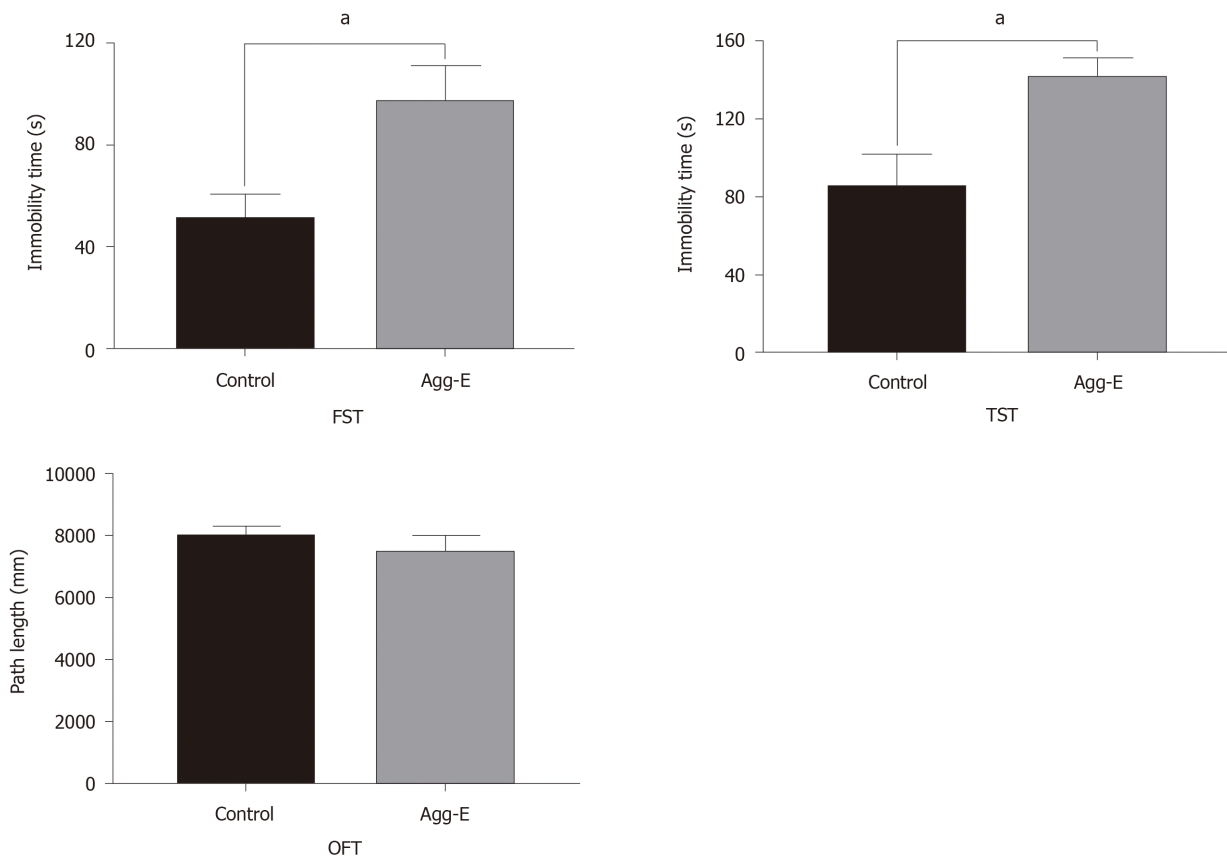 a
120
80
40
0
Immobility time (s)
Control
Agg-E
FST
a
160
120
80
40
0
Immobility time (s)
Control
Agg-E
TST
10000
8000
6000
4000
2000
0
Path length (mm)
Control
Agg-E
OFT